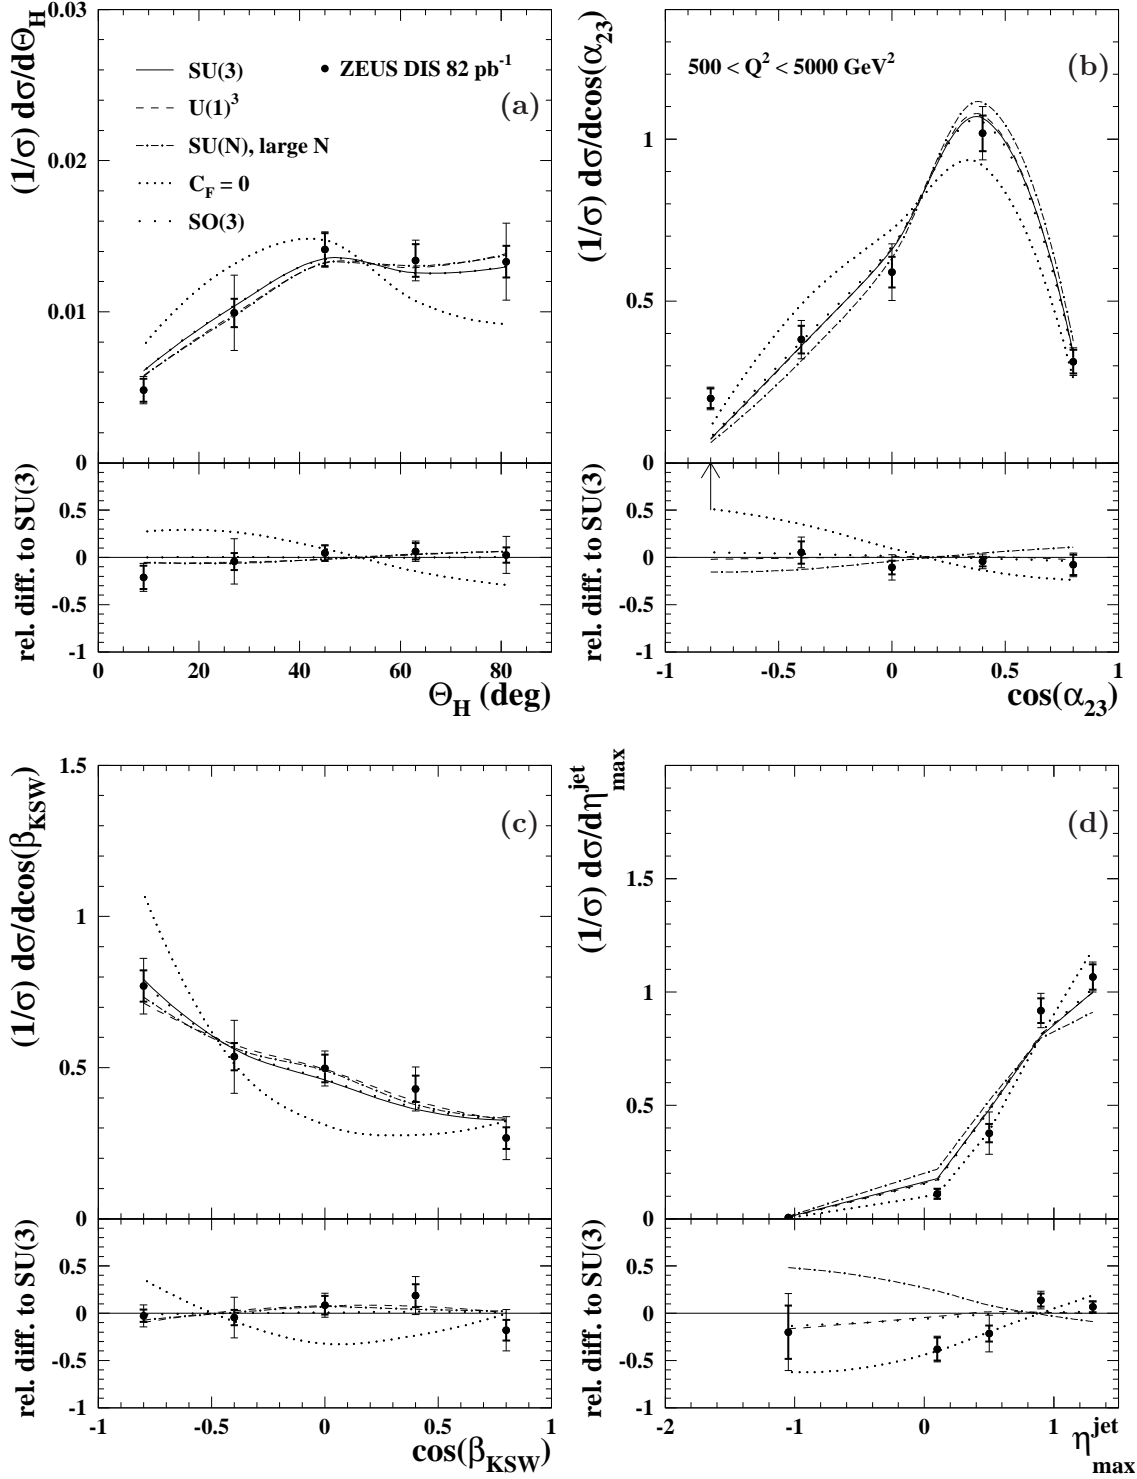 (1/σ) dσ/dΘ_H
0.03
0.02
0.01
0
SU(3)
U(1)³
SU(N), large N
C_F = 0
SO(3)
ZEUS DIS 82 pb⁻¹
(a)
rel. diff. to SU(3)
0.5
0
-0.5
-1
0 20 40 60 80
Θ_H (deg)
(1/σ) dσ/dcos(α₂₃)
1
0.5
0
500 < Q² < 5000 GeV²
(b)
rel. diff. to SU(3)
0.5
0
-0.5
-1
-1 -0.5 0 0.5 1
cos(α₂₃)
(1/σ) dσ/dcos(β_KSW)
1.5
1
0.5
0
(c)
rel. diff. to SU(3)
0.5
0
-0.5
-1
-1 -0.5 0 0.5 1
cos(β_KSW)
(1/σ) dσ/dη^jet_max
1.5
1
0.5
0
(d)
rel. diff. to SU(3)
0.5
0
-0.5
-1
-2 -1 0 1
η^jet_max